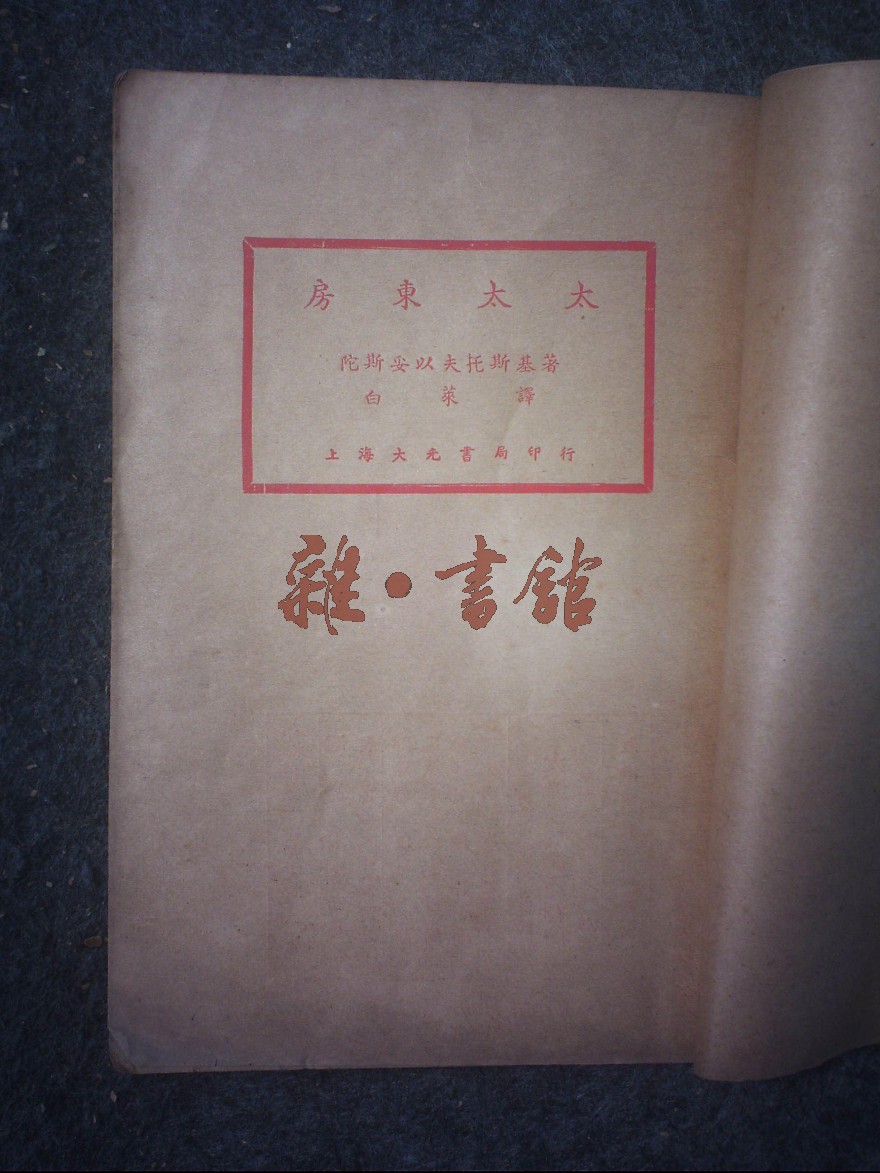 房東太太
陀斯妥以夫托斯基著
白萊譯
上海大光書局印行
雜·書館